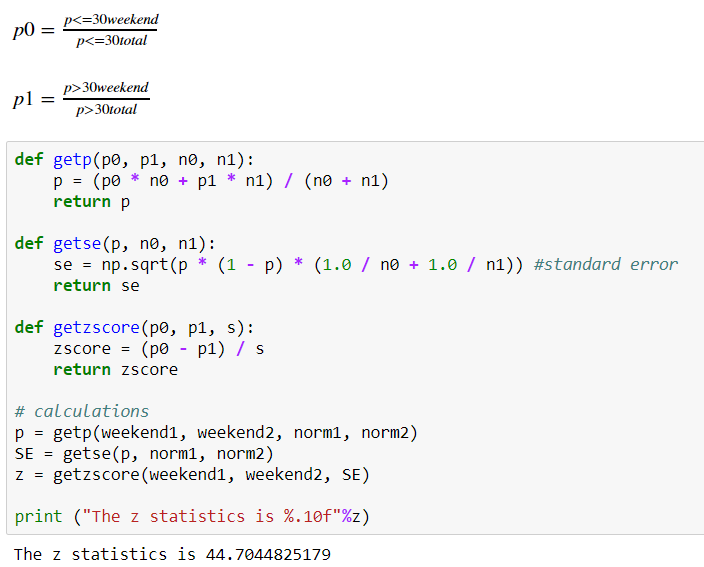 p0 = p<=30weekend / p<=30total
p1 = p>30weekend / p>30total
def getp(p0, p1, n0, n1):
    p = (p0 * n0 + p1 * n1) / (n0 + n1)
    return p
def getse(p, n0, n1):
    se = np.sqrt(p * (1 - p) * (1.0 / n0 + 1.0 / n1)) #standard error
    return se
def getzscore(p0, p1, s):
    zscore = (p0 - p1) / s
    return zscore
# calculations
p = getp(weekend1, weekend2, norm1, norm2)
SE = getse(p, norm1, norm2)
z = getzscore(weekend1, weekend2, SE)
print ("The z statistics is %.10f"%z)
The z statistics is 44.7044825179